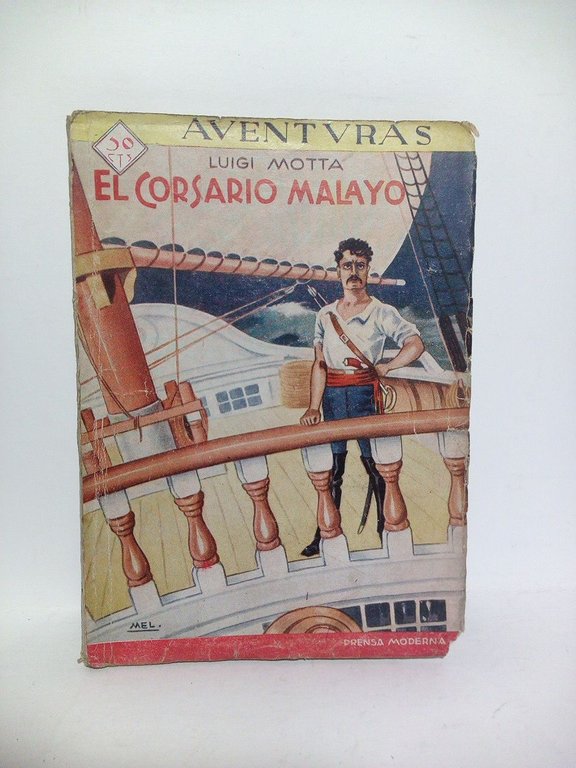 AVENTVRAS
50
CTS
LUIGI MOTTA
EL CORSARIO MALAYO
MEL.
PRENSA MODERNA